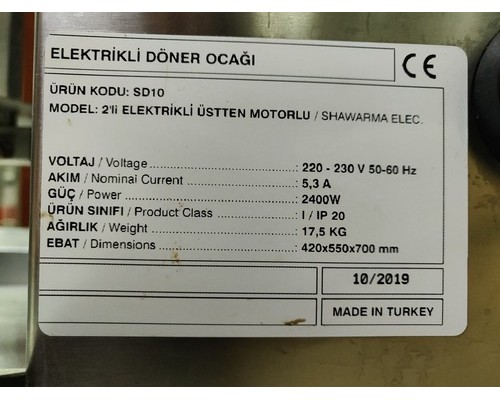 ELEKTRİKLİ DÖNER OCAĞI
CE
ÜRÜN KODU: SD10
MODEL: 2'li ELEKTRİKLİ ÜSTTEN MOTORLU / SHAWARMA ELEC.
VOLTAJ / Voltage ........ 220 - 230 V 50-60 Hz
AKIM / Nominal Current ........ 5,3 A
GÜÇ / Power ........ 2400W
ÜRÜN SINIFI / Product Class ........ I / IP 20
AĞIRLIK / Weight ........ 17,5 KG
EBAT / Dimensions ........ 420x550x700 mm
10/2019
MADE IN TURKEY